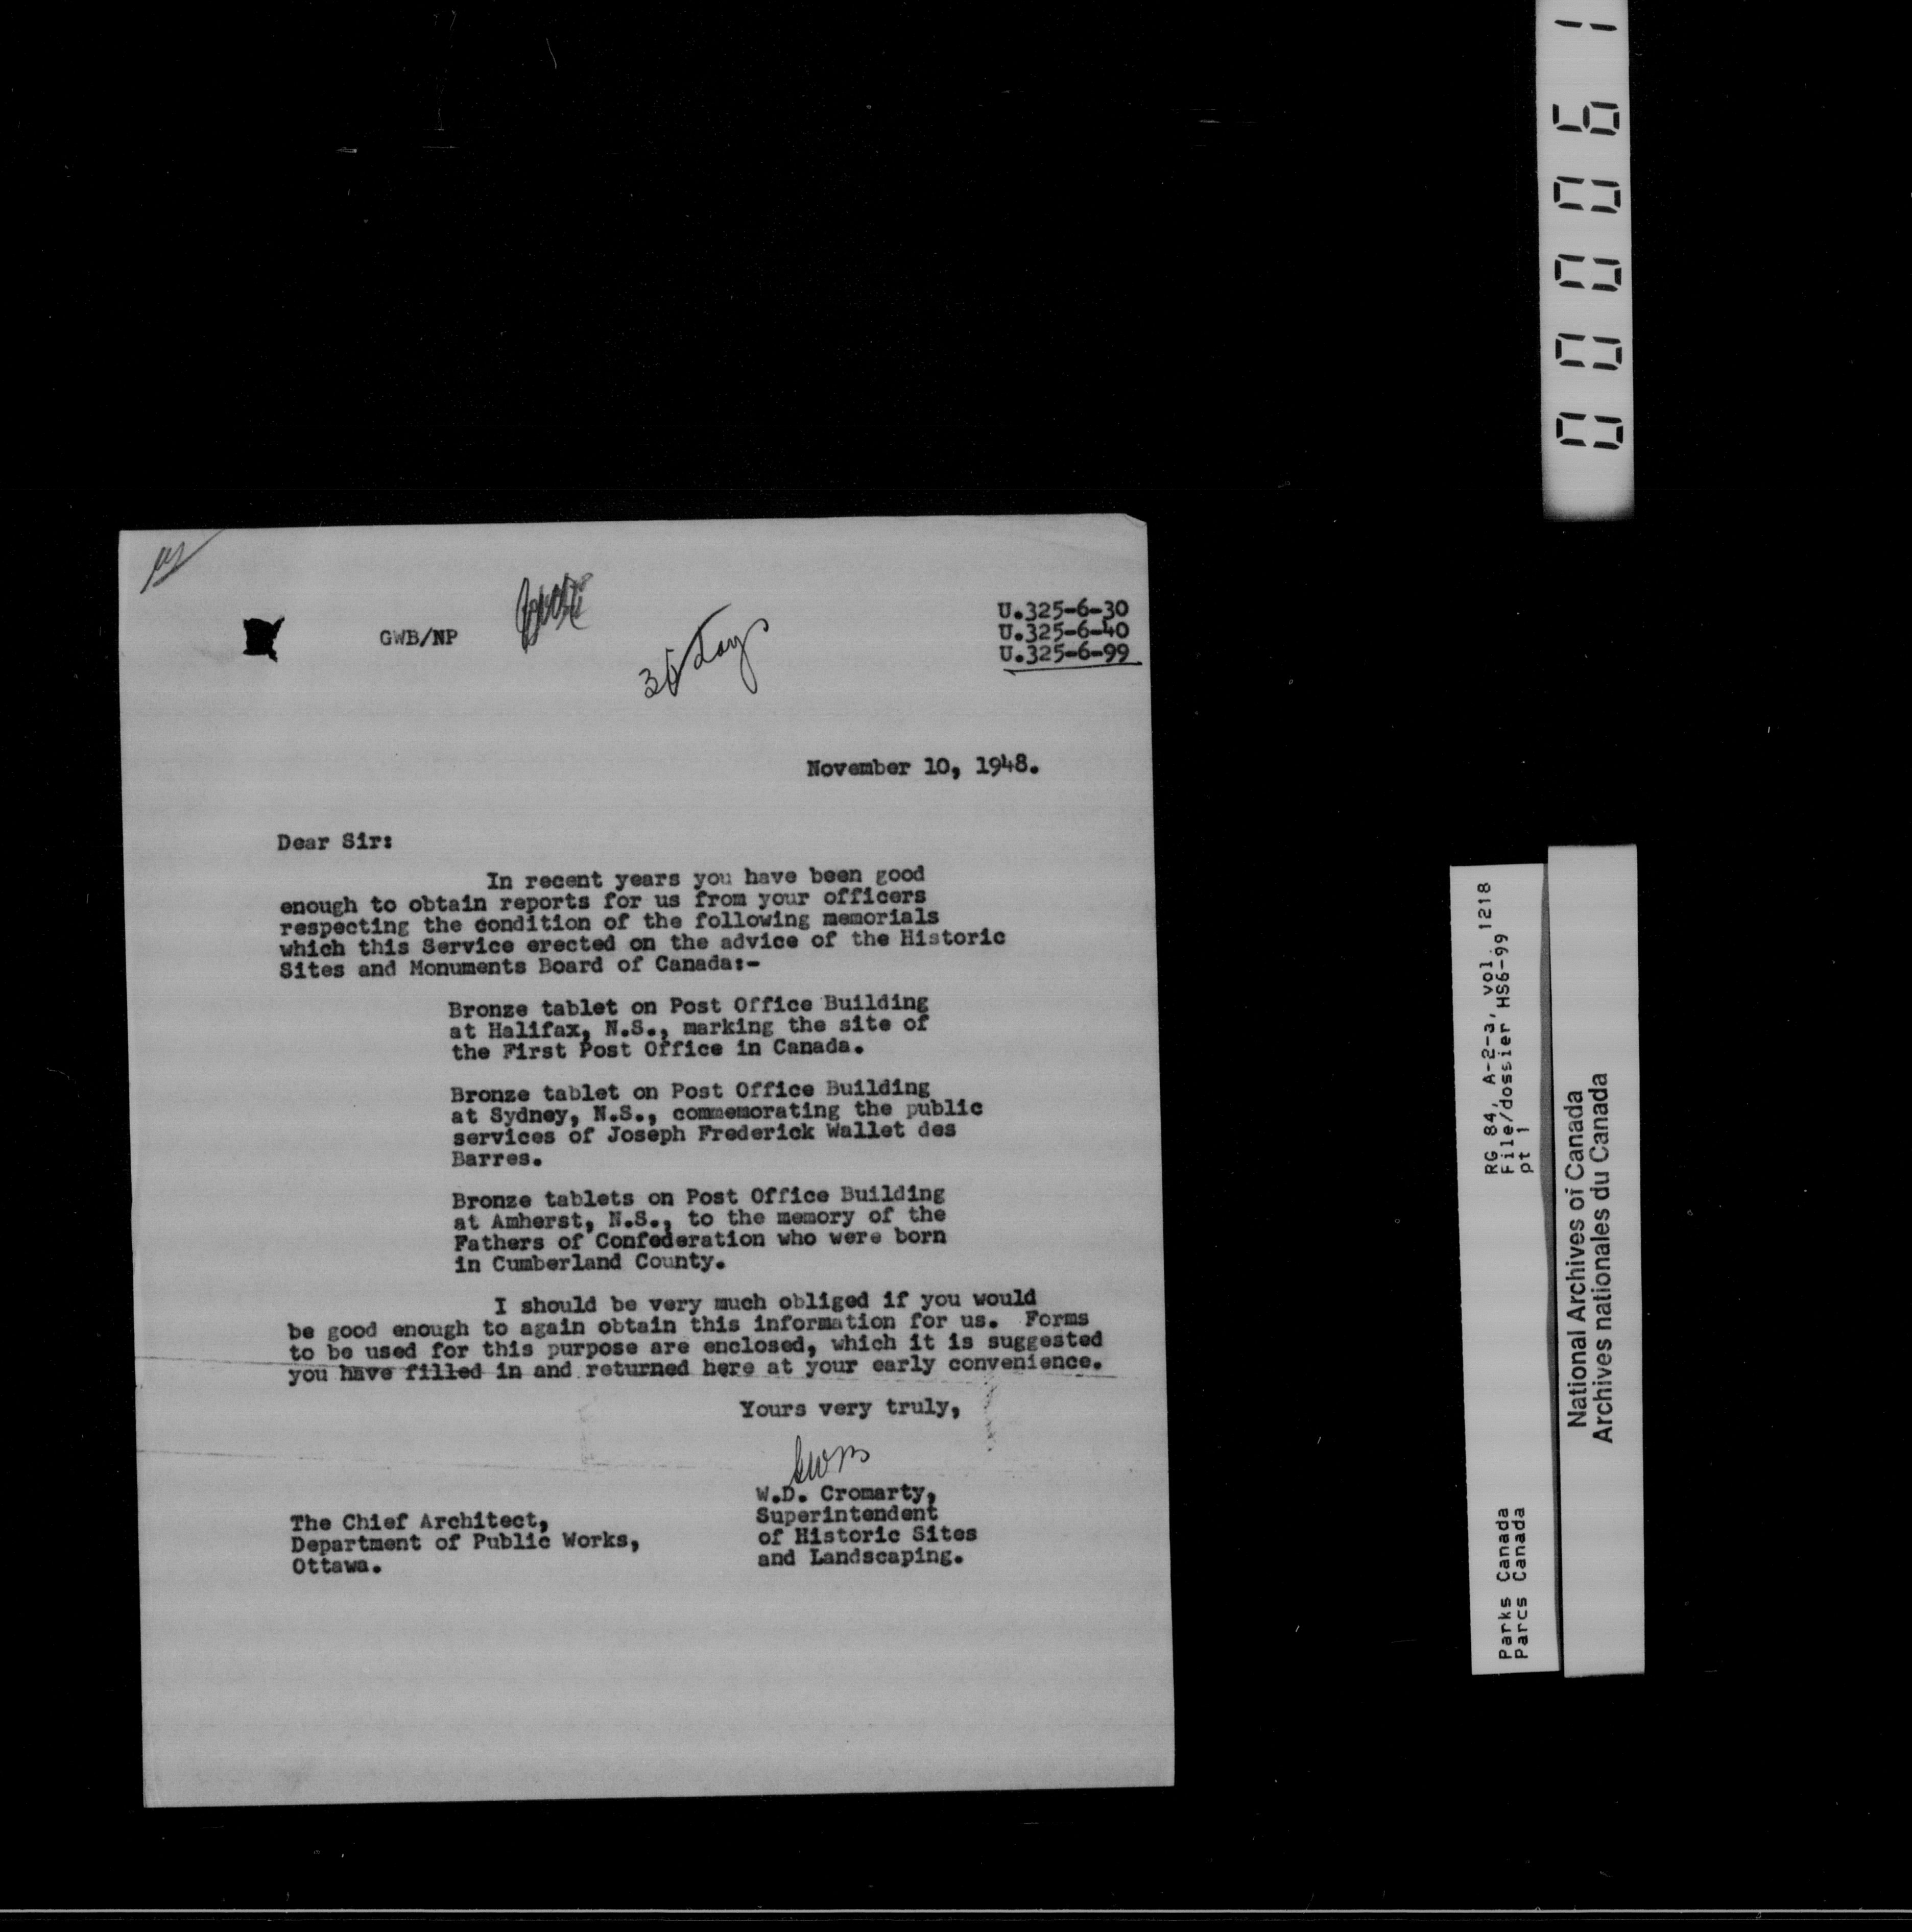 GWB/NP
days
U.325-6-30
U.325-6-40
U.325-6-99
November 10, 1948.
Dear Sir:
In recent years you have been good
enough to obtain reports for us from your officers
respecting the condition of the following memorials
which this Service erected on the advice of the Historic
Sites and Monuments Board of Canada:-
Bronze tablet on Post Office Building
at Halifax, N.S., marking the site of
the First Post Office in Canada.
Bronze tablet on Post Office Building
at Sydney, N.S., commemorating the public
services of Joseph Frederick Wallet des
Barres.
Bronze tablets on Post Office Building
at Amherst, N.S., to the memory of the
Fathers of Confederation who were born
in Cumberland County.
I should be very much obliged if you would
be good enough to again obtain this information for us. Forms
to be used for this purpose are enclosed, which it is suggested
you have filled in and returned here at your early convenience.
Yours very truly,
W.D. Cromarty,
Superintendent
of Historic Sites
and Landscaping.
The Chief Architect,
Department of Public Works,
Ottawa.
000061
RG 84, A-2-a, vol. 1218
File/dossier HS6-99
pt 1
Parks Canada
Parcs Canada
National Archives of Canada
Archives nationales du Canada